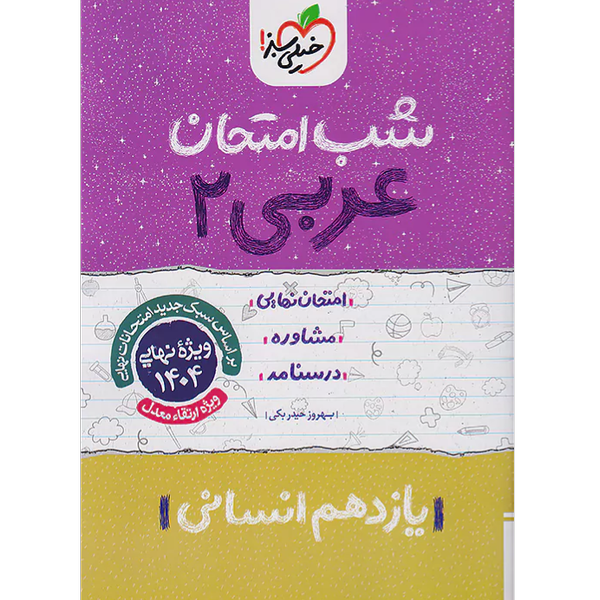 خیلی سبز!
شب امتحان
عربی ۲
امتحان نهایی
مشاوره
درسنامه
بهروز حیدربکی
بر اساس سبک جدید امتحانات نهایی
ویژهٔ نهایی
۱۴۰۴
ویژه ارتقاء معدل
یازدهم انسانی